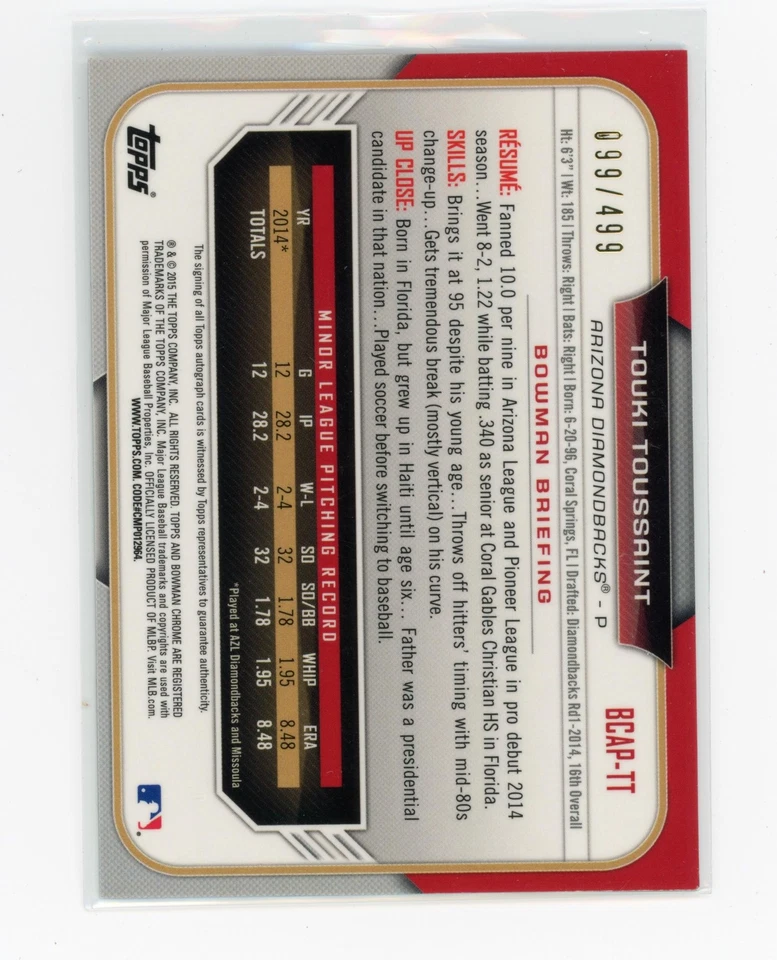 099/499
TOUKI TOUSSAINT
ARIZONA DIAMONDBACKS® - P
BCAP-TT
Ht: 6'3" | Wt: 185 | Throws: Right | Bats: Right | Born: 6-20-96, Coral Springs, FL | Drafted: Diamondbacks Rd1-2014, 16th Overall
BOWMAN BRIEFING
RÉSUMÉ: Fanned 10.0 per nine in Arizona League and Pioneer League in pro debut 2014
season...Went 8-2, 1.22 while batting .340 as senior at Coral Gables Christian HS in Florida.
SKILLS: Brings it at 95 despite his young age...Throws off hitters' timing with mid-80s
change-up...Gets tremendous break (mostly vertical) on his curve.
UP CLOSE: Born in Florida, but grew up in Haiti until age six... Father was a presidential
candidate in that nation...Played soccer before switching to baseball.
MINOR LEAGUE PITCHING RECORD
YR G IP W-L SO SO/BB WHIP ERA
2014* 12 28.2 2-4 32 1.78 1.95 8.48
TOTALS 12 28.2 2-4 32 1.78 1.95 8.48
*Played at AZL Diamondbacks and Missoula
The signing of all Topps autograph cards is witnessed by Topps representatives to guarantee authenticity.
topps®
® & © 2015 THE TOPPS COMPANY, INC. ALL RIGHTS RESERVED. TOPPS AND BOWMAN CHROME ARE REGISTERED
TRADEMARKS OF THE TOPPS COMPANY, INC. Major League Baseball trademarks and copyrights are used with
permission of Major League Baseball Properties, Inc. OFFICIALLY LICENSED PRODUCT OF MLBP. Visit MLB.com.
WWW.TOPPS.COM. CODE#CMP012964.